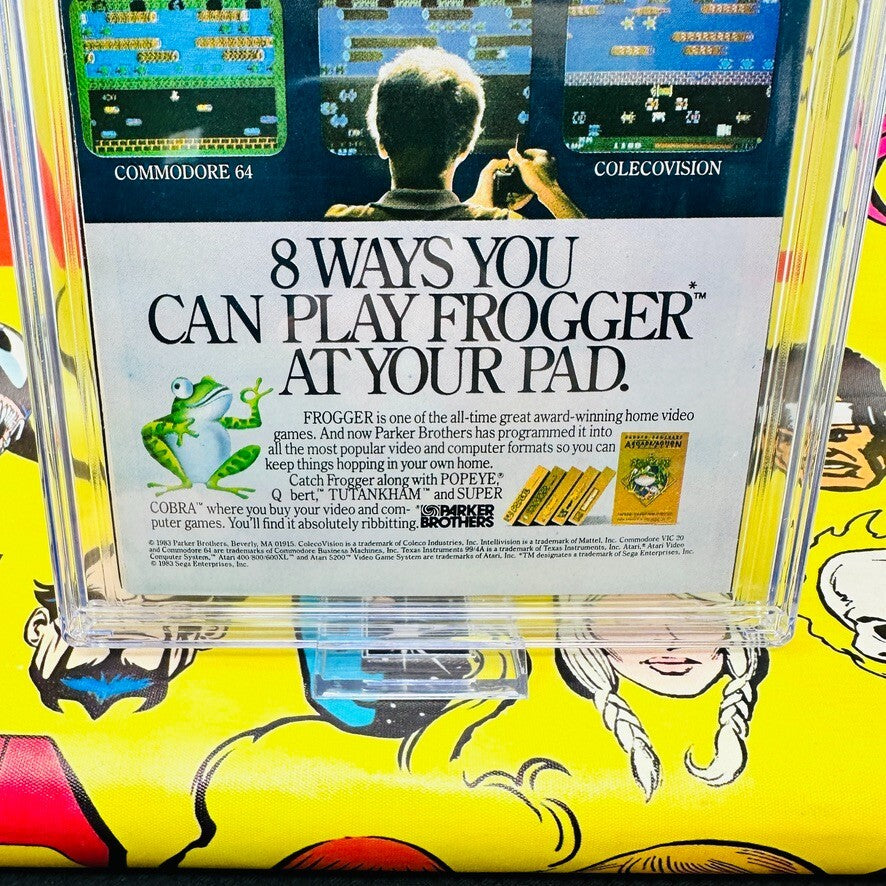 COMMODORE 64
COLECOVISION
8 WAYS YOU
CAN PLAY FROGGER*™
AT YOUR PAD.
FROGGER is one of the all-time great award-winning home video
games. And now Parker Brothers has programmed it into
all the most popular video and computer formats so you can
keep things hopping in your own home.
Catch Frogger along with POPEYE,®
Q bert,™ TUTANKHAM™ and SUPER
COBRA™ where you buy your video and com-
puter games. You'll find it absolutely ribbitting.
*PARKER
BROTHERS
© 1983 Parker Brothers, Beverly, MA 01915. ColecoVision is a trademark of Coleco Industries, Inc. Intellivision is a trademark of Mattel, Inc. Commodore VIC 20
and Commodore 64 are trademarks of Commodore Business Machines, Inc. Texas Instruments 99/4A is a trademark of Texas Instruments, Inc. Atari,® Atari Video
Computer System,™ Atari 400/800/600XL™ and Atari 5200™ Video Game System are trademarks of Atari, Inc. *TM designates a trademark of Sega Enterprises, Inc.
© 1983 Sega Enterprises, Inc.